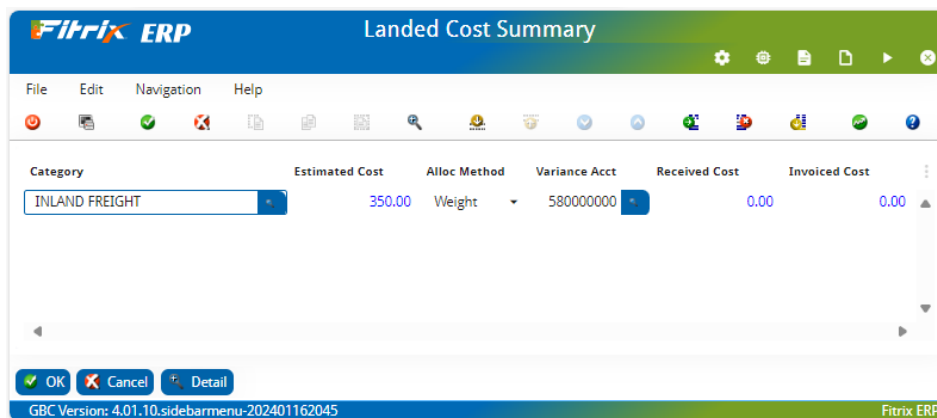 Fitrix ERP
Landed Cost Summary
File Edit Navigation Help
Category Estimated Cost Alloc Method Variance Acct Received Cost Invoiced Cost
INLAND FREIGHT 350.00 Weight 580000000 0.00 0.00
OK Cancel Detail
GBC Version: 4.01.10.sidebarmenu-202401162045 Fitrix ERP